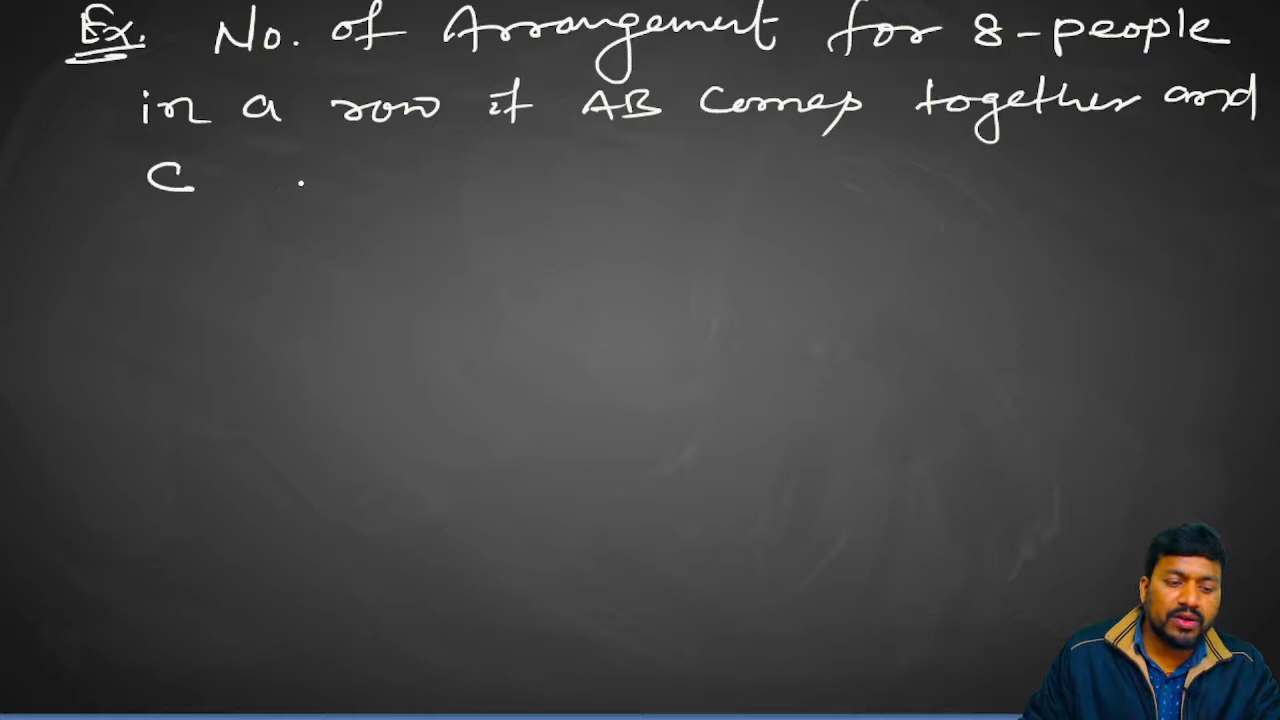 Ex. No. of Arrangement for 8-people
in a row if AB comes together and
C